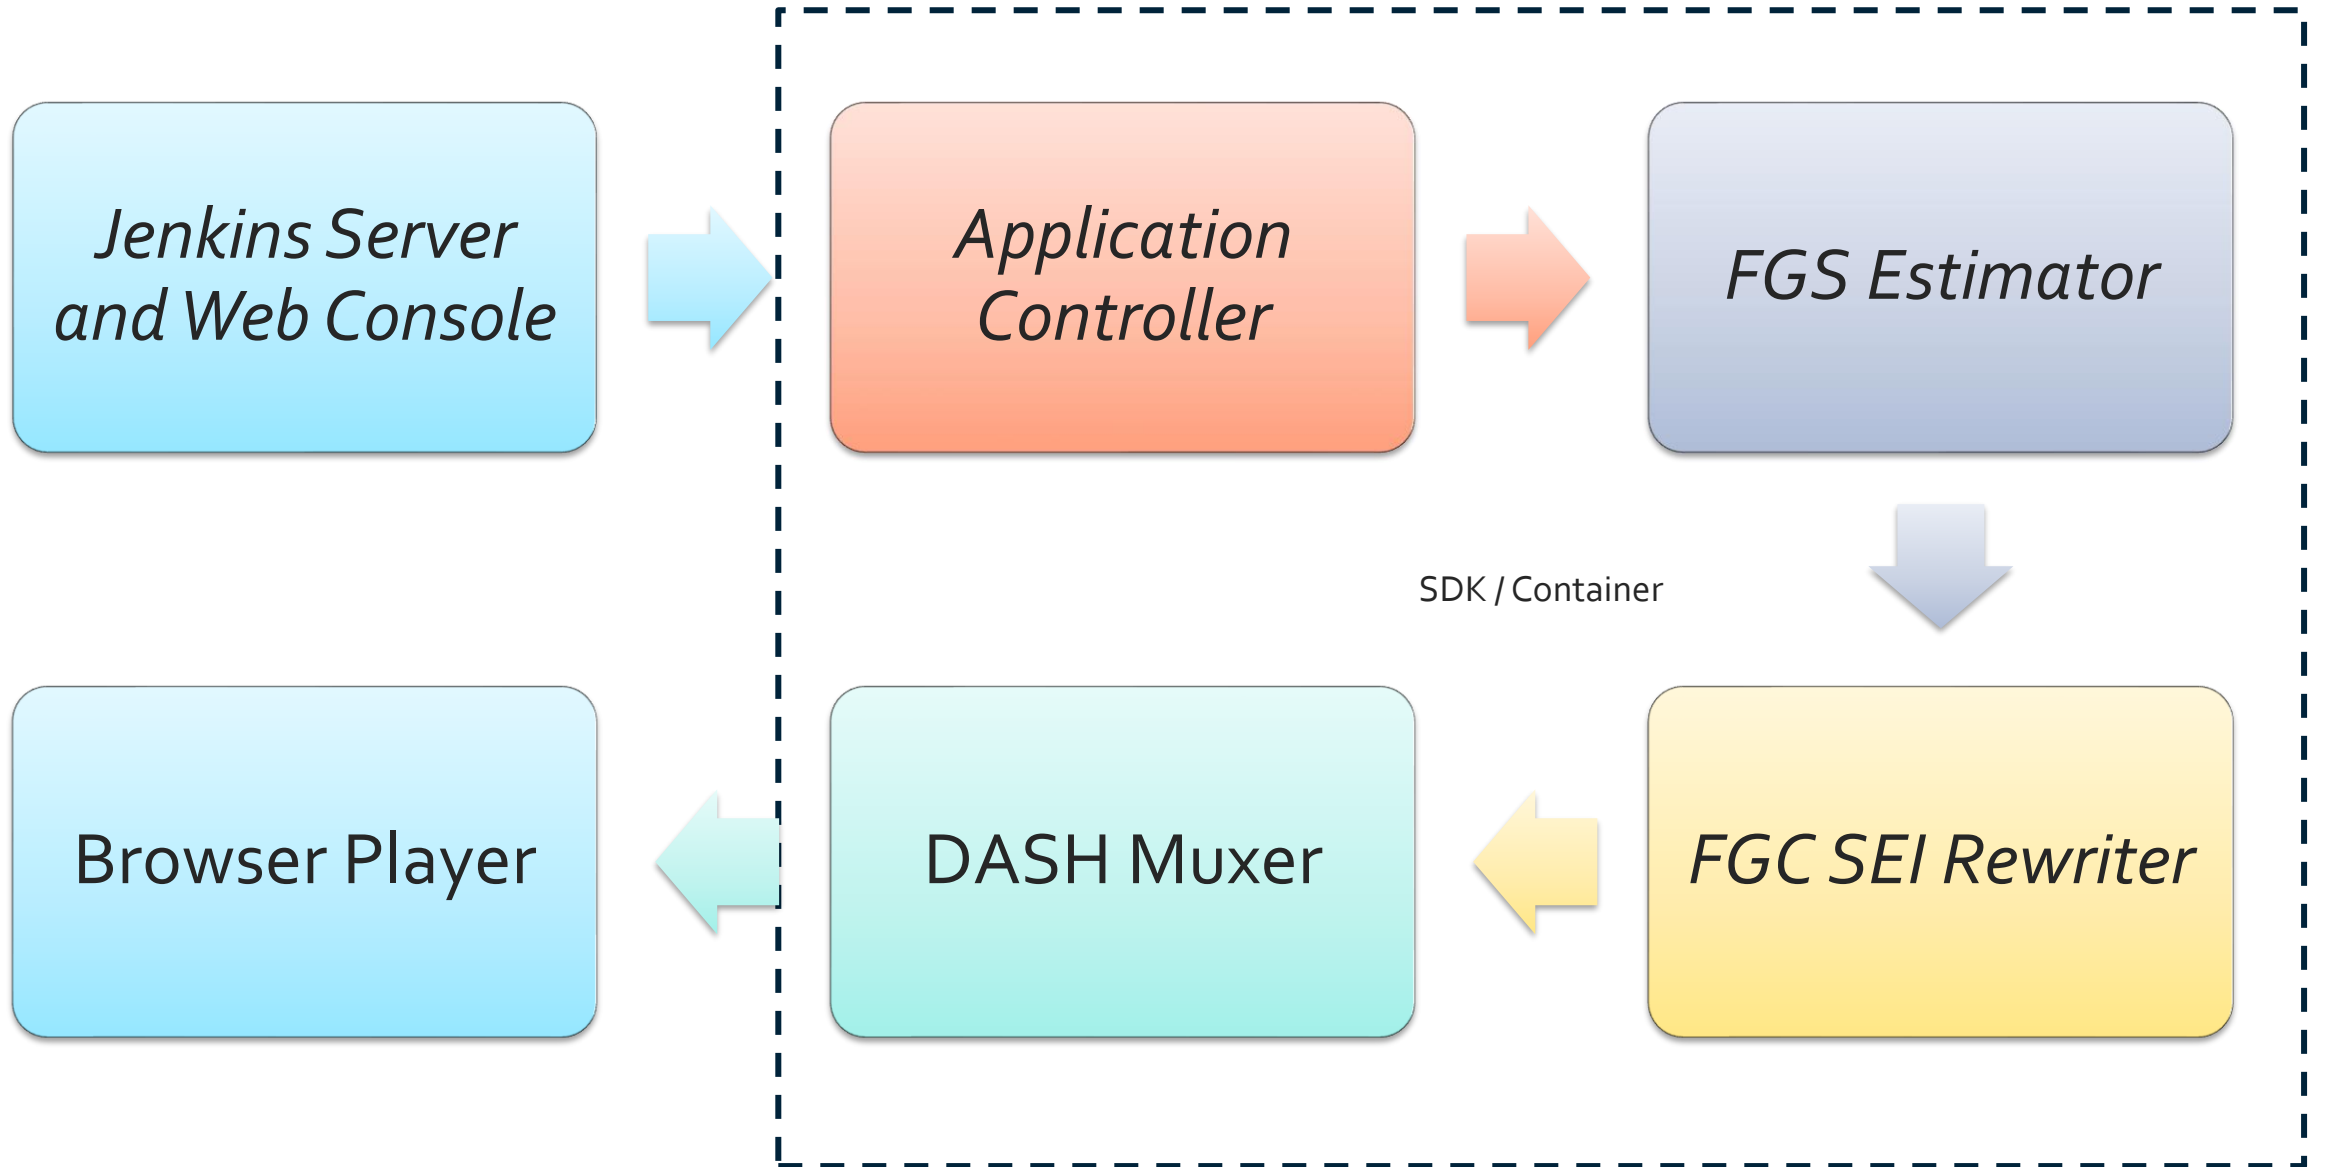 Jenkins Server
and Web Console
Application
Controller
FGS Estimator
SDK / Container
Browser Player
DASH Muxer
FGC SEI Rewriter